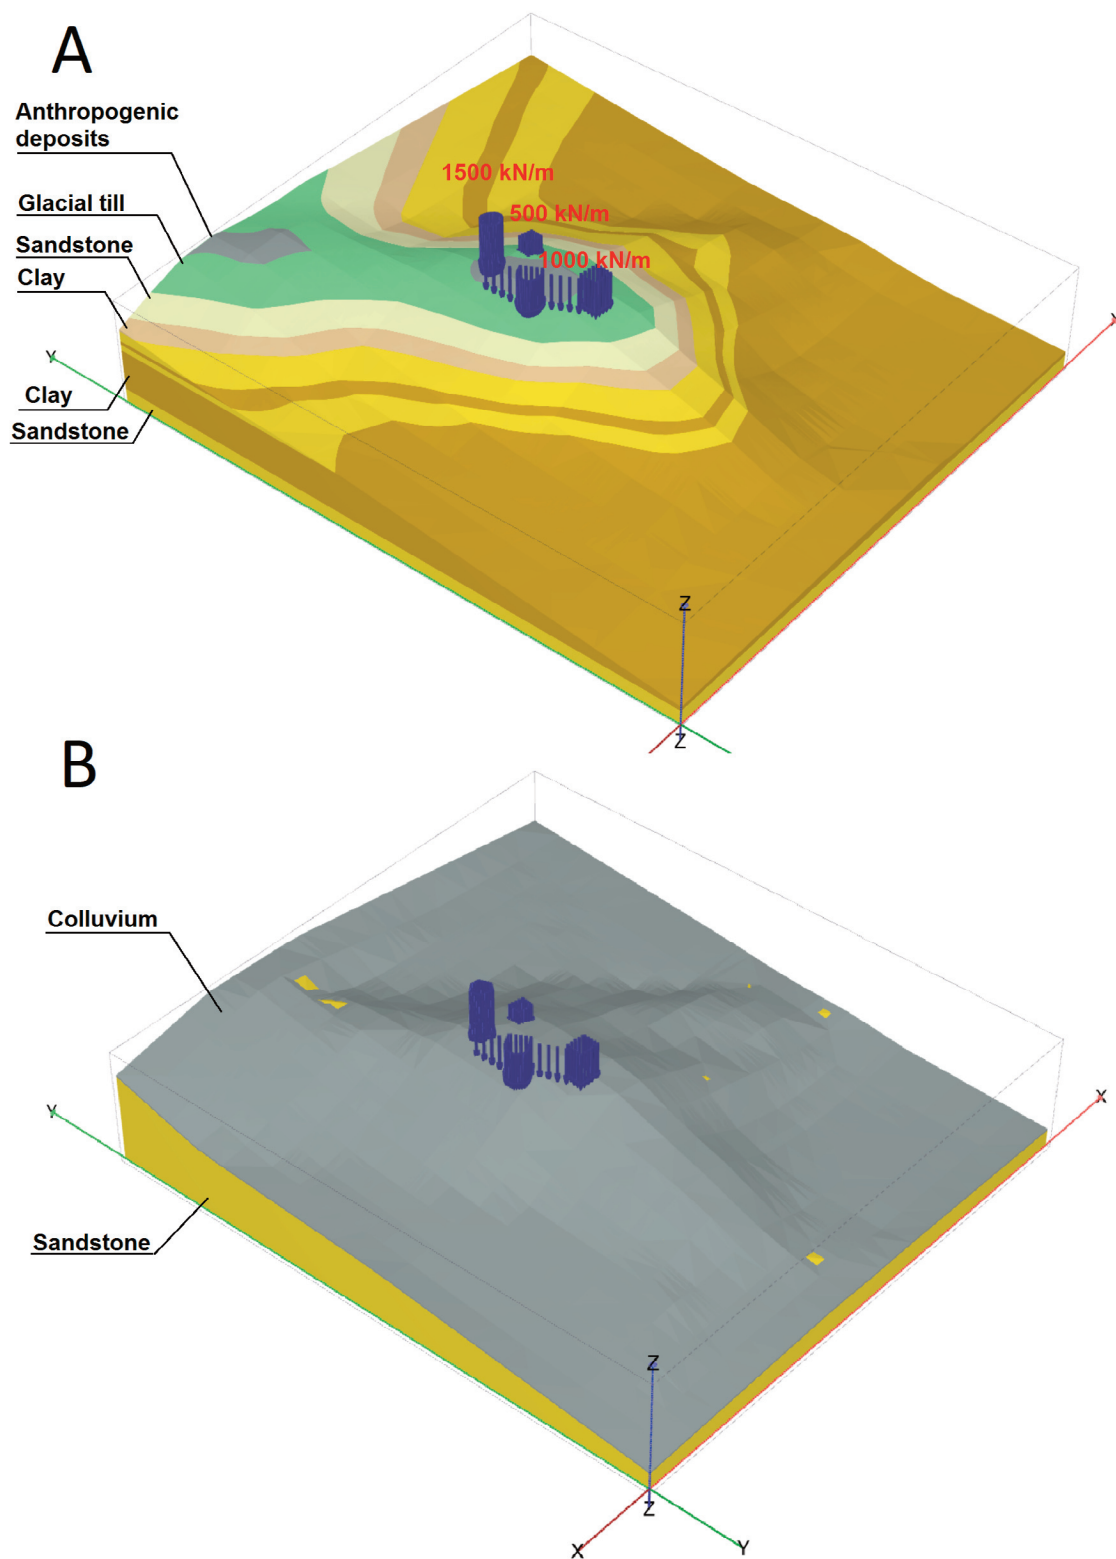 A
Anthropogenic
deposits
1500 kN/m
Glacial till
500 kN/m
Sandstone
1000 kN/m
Clay
X
Y
Clay
Sandstone
Z
Z
B
Colluvium
X
Y
Sandstone
Z
Z
X
Y